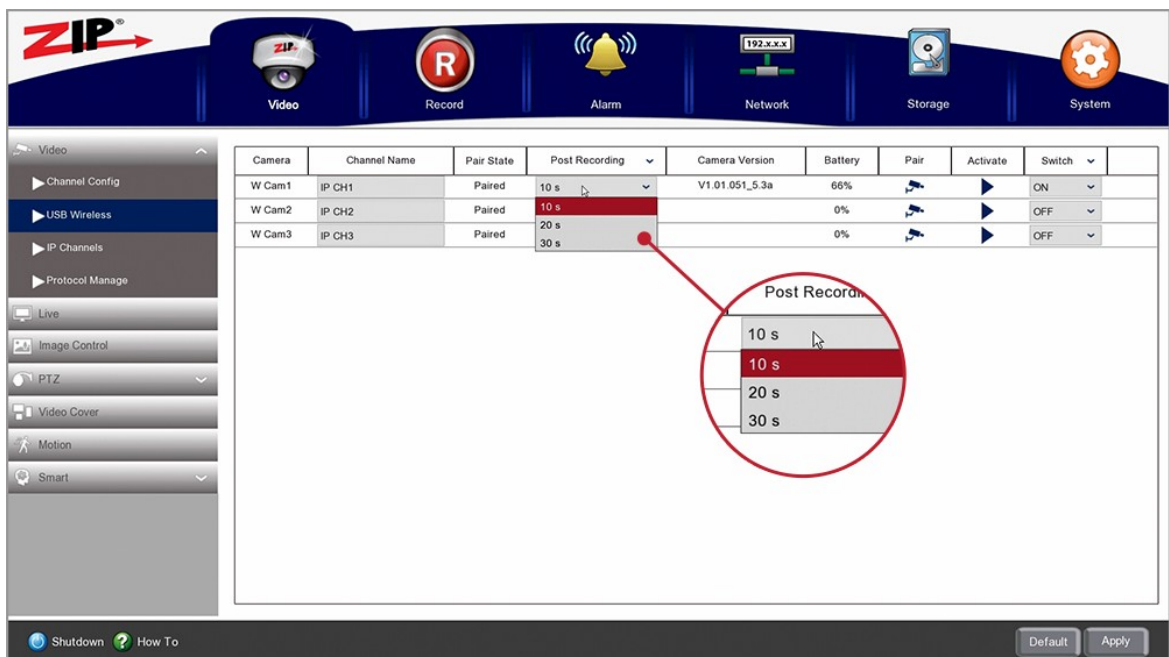 ZIP®
ZIP
R
192.x.x.x
Video Record Alarm Network Storage System
Video
Channel Config
USB Wireless
IP Channels
Protocol Manage
Live
Image Control
PTZ
Video Cover
Motion
Smart
Camera Channel Name Pair State Post Recording Camera Version Battery Pair Activate Switch
W Cam1 IP CH1 Paired 10 s V1.01.051_5.3a 66% ON
W Cam2 IP CH2 Paired 10 s 0% OFF
20 s
W Cam3 IP CH3 Paired 30 s 0% OFF
Post Recordin
10 s
10 s
20 s
30 s
Shutdown ? How To Default Apply